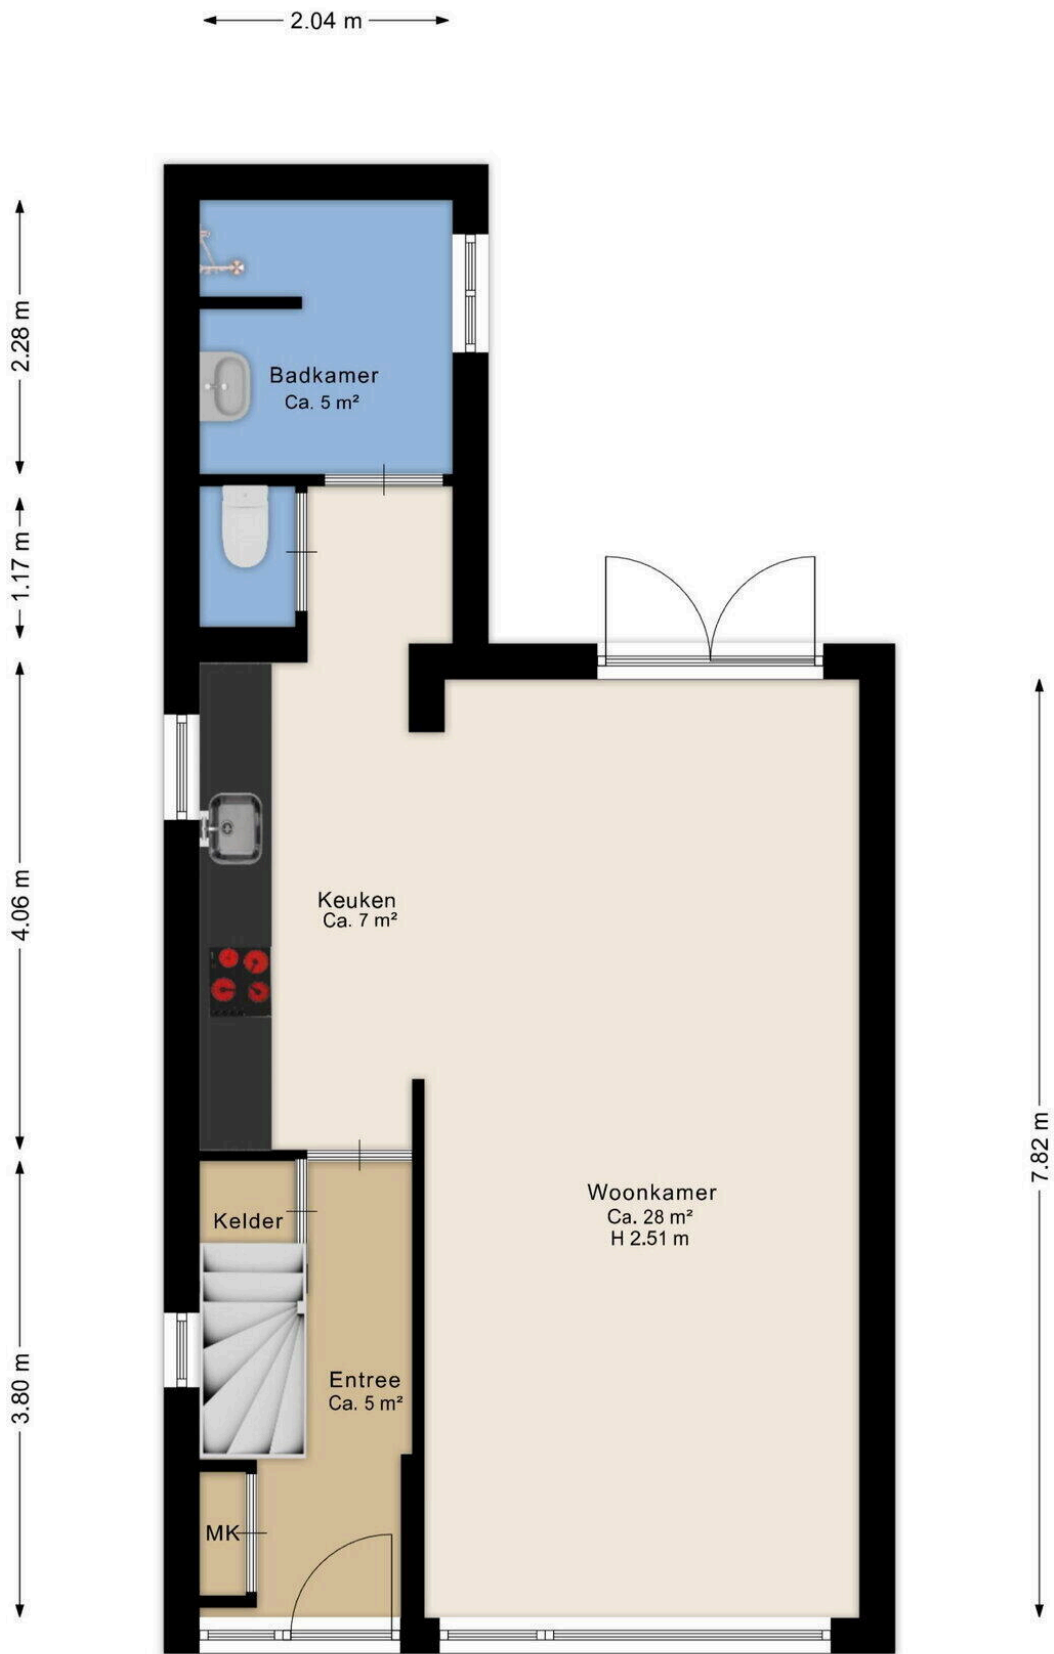 2.04 m
2.28 m
Badkamer
Ca. 5 m²
1.17 m
4.06 m
Keuken
Ca. 7 m²
7.82 m
Woonkamer
Ca. 28 m²
H 2.51 m
Kelder
3.80 m
Entree
Ca. 5 m²
MK